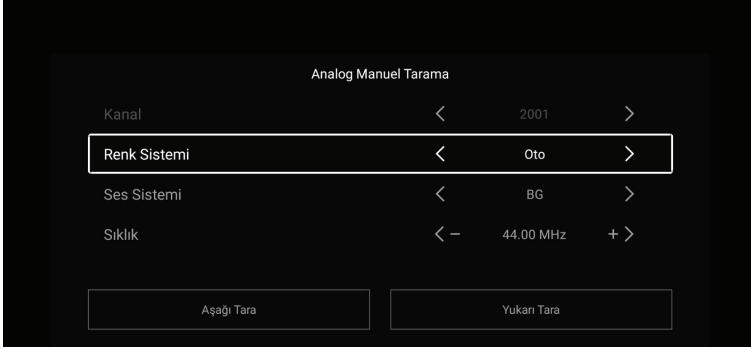 Analog Manuel Tarama
Kanal < 2001 >
Renk Sistemi < Oto >
Ses Sistemi < BG >
Sıklık < − 44.00 MHz + >
Aşağı Tara Yukarı Tara